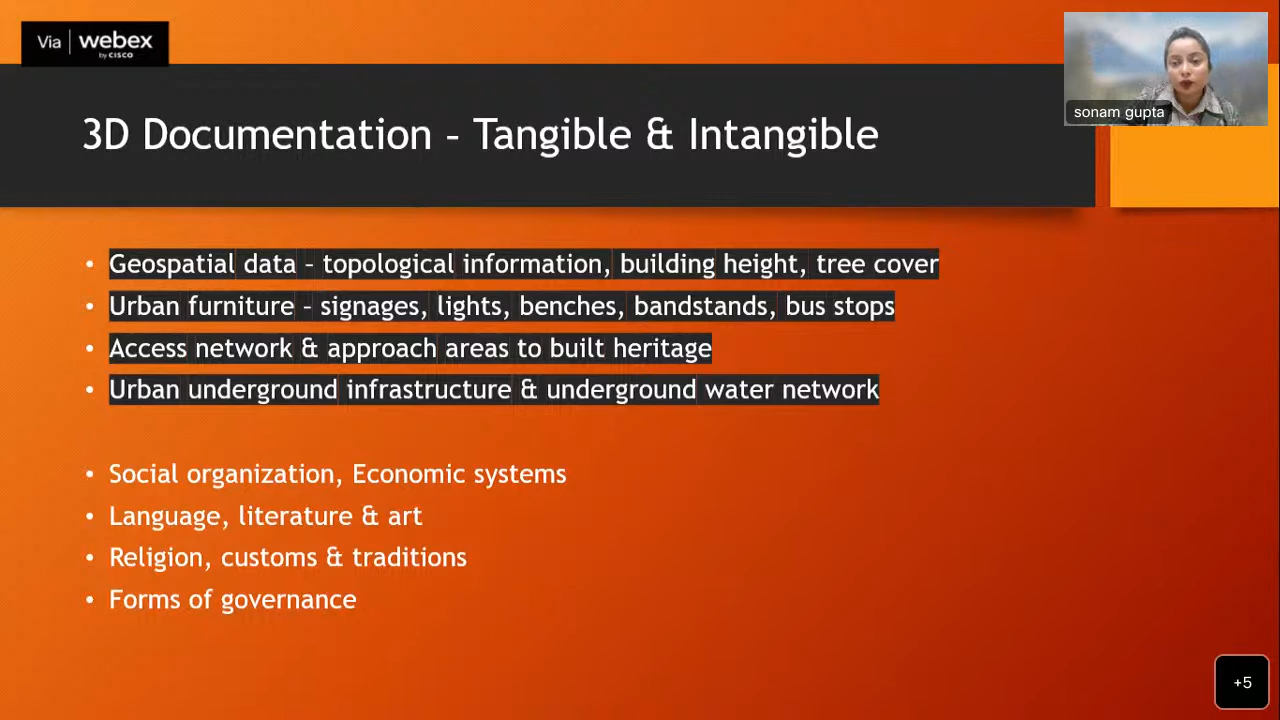 Via webex
by CISCO
sonam gupta
3D Documentation – Tangible & Intangible
• Geospatial data – topological information, building height, tree cover
• Urban furniture – signages, lights, benches, bandstands, bus stops
• Access network & approach areas to built heritage
• Urban underground infrastructure & underground water network
• Social organization, Economic systems
• Language, literature & art
• Religion, customs & traditions
• Forms of governance
+5